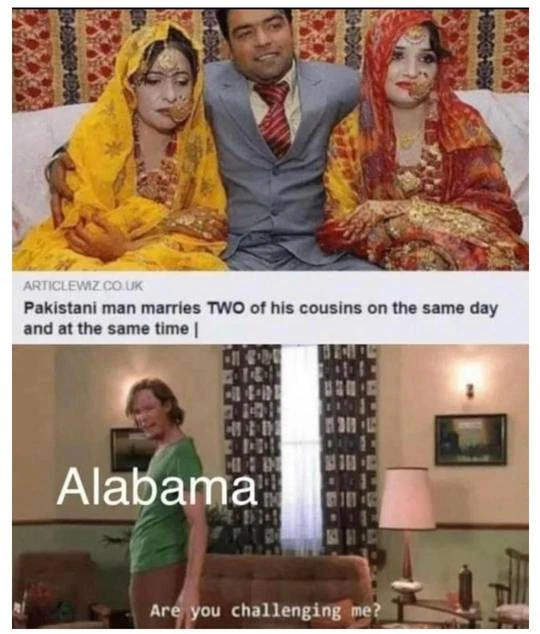 ARTICLEWIZ.CO.UK
Pakistani man marries TWO of his cousins on the same day
and at the same time |
Alabama
Are you challenging me?